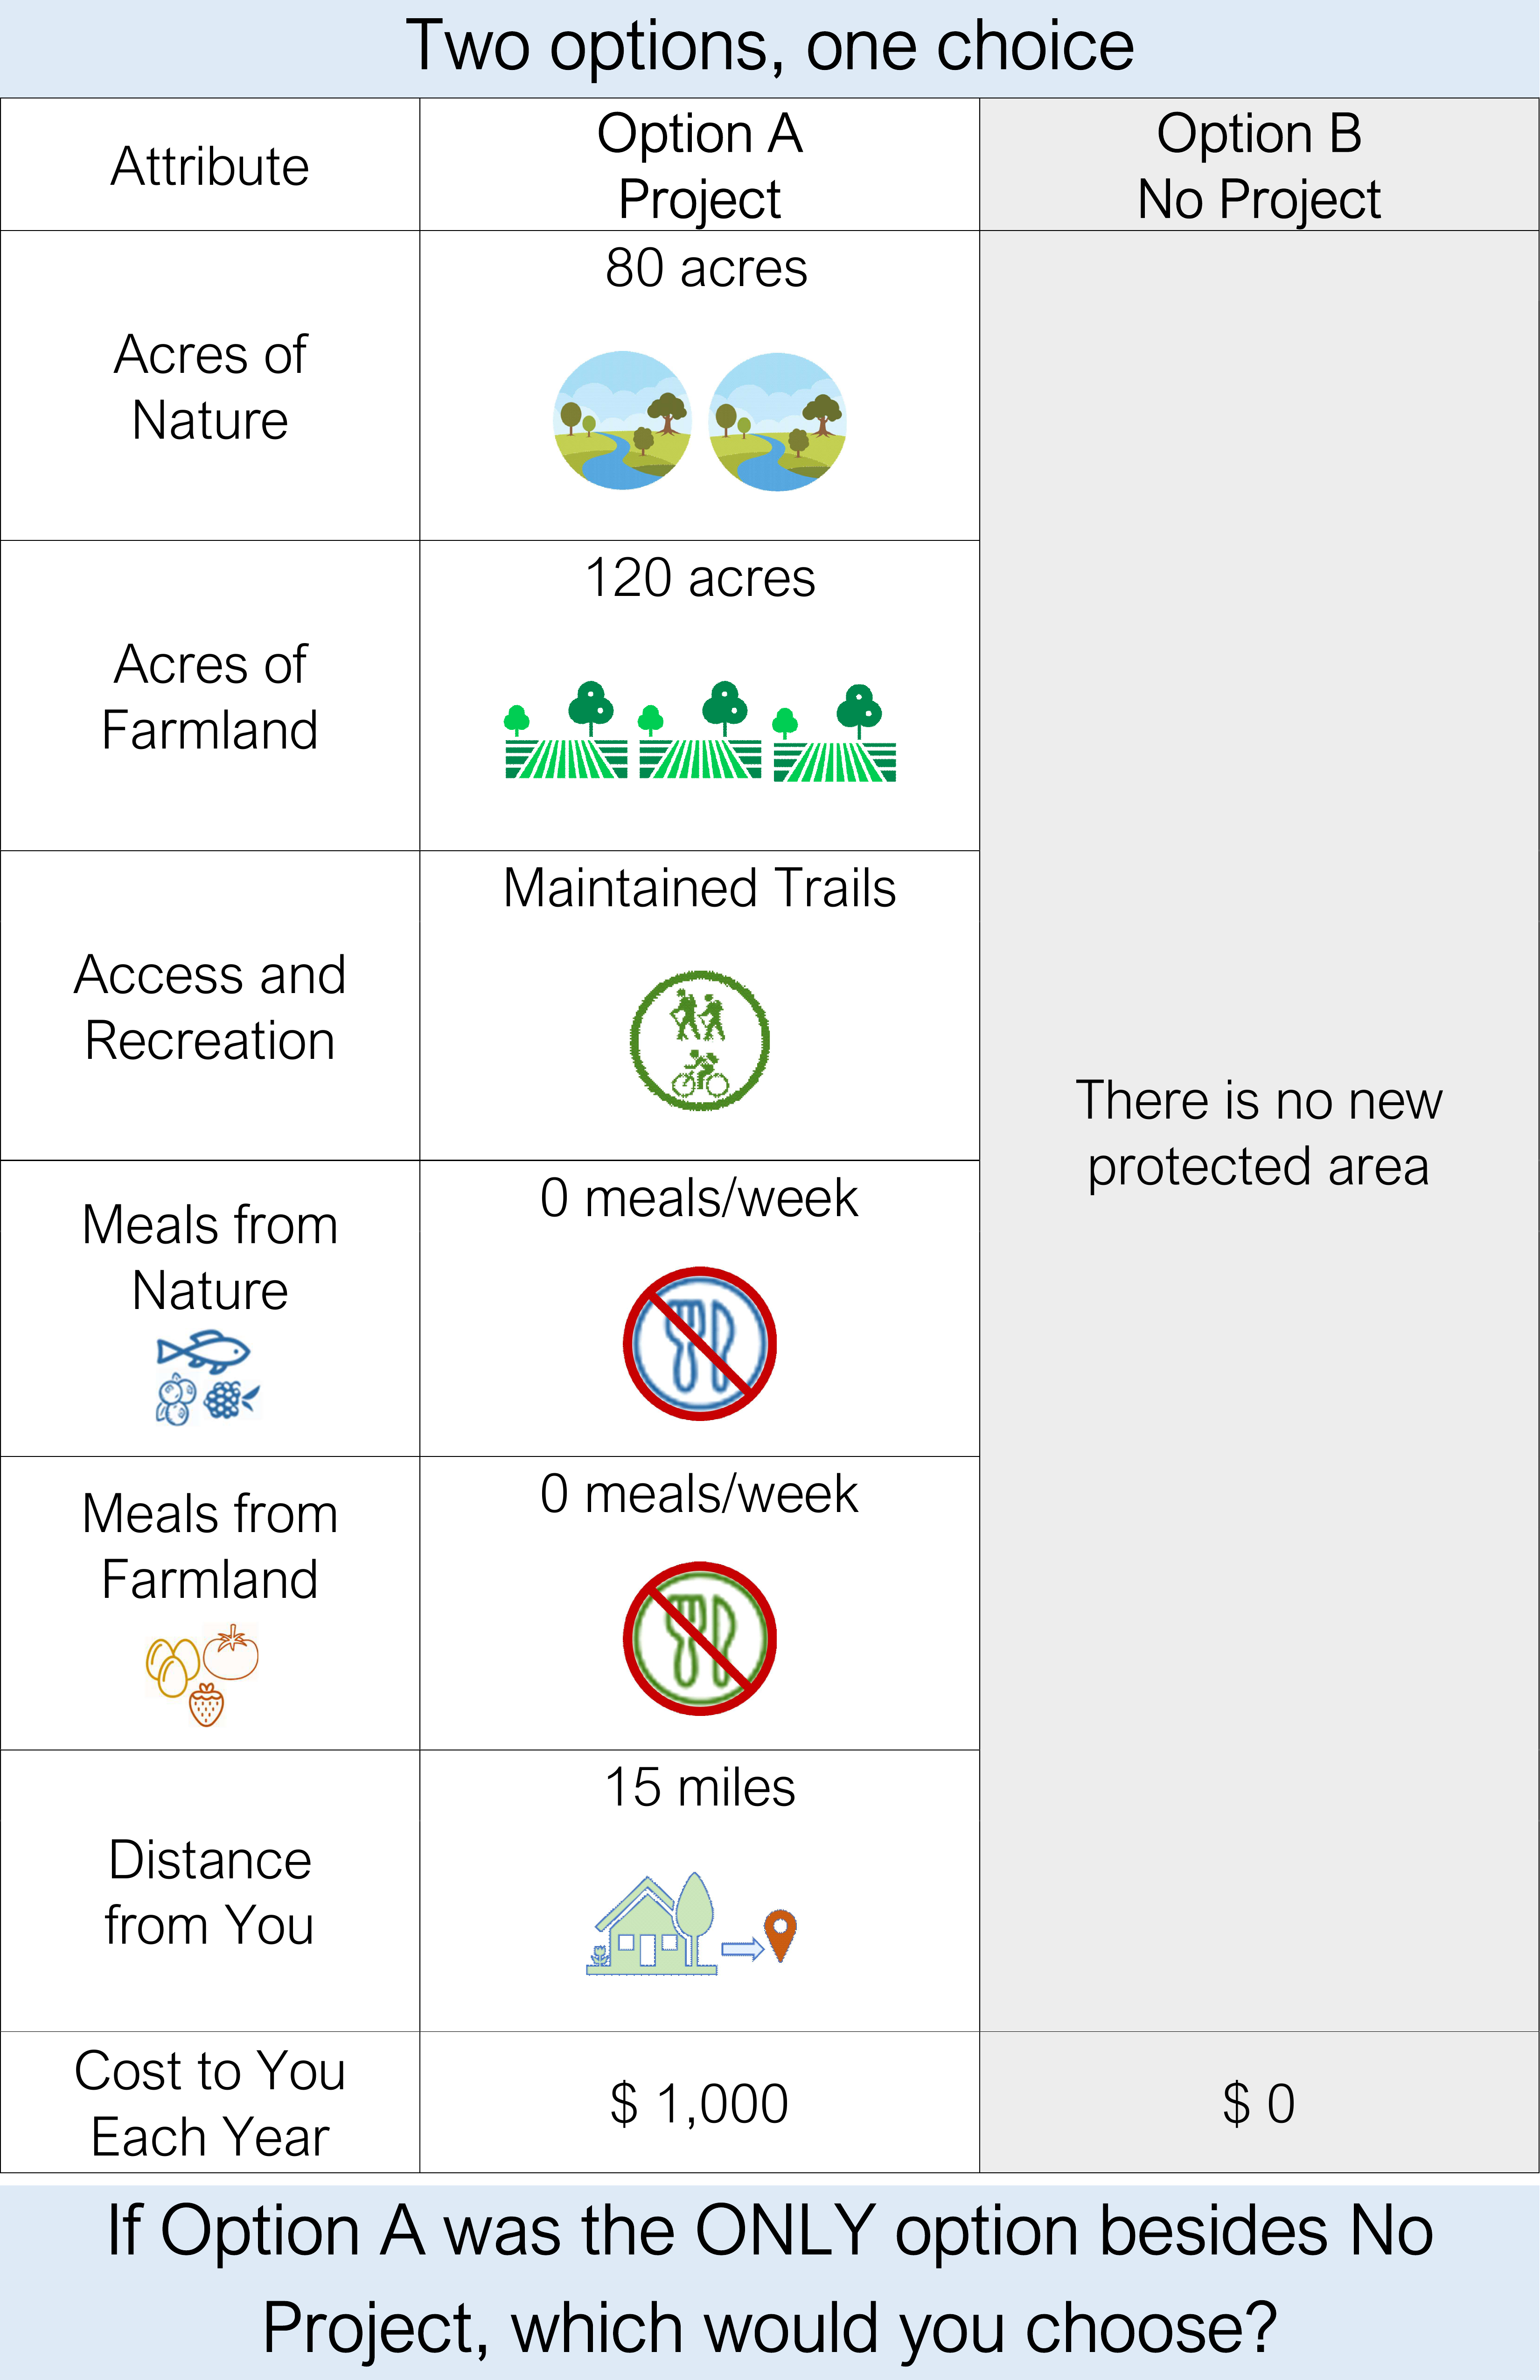 Two options, one choice
Attribute
Option A
Project
Option B
No Project
Acres of
Nature
80 acres
Acres of
Farmland
120 acres
Access and
Recreation
Maintained Trails
Meals from
Nature
0 meals/week
Meals from
Farmland
0 meals/week
Distance
from You
15 miles
There is no new
protected area
Cost to You
Each Year
$ 1,000
$ 0
If Option A was the ONLY option besides No
Project, which would you choose?